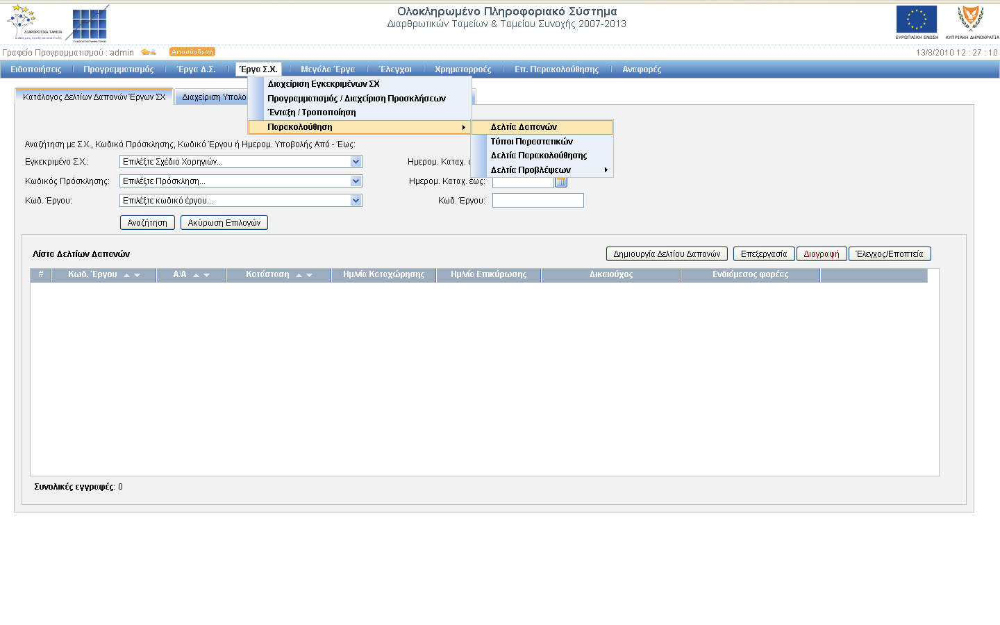 Ολοκληρωμένο Πληροφοριακό Σύστημα
Διαρθρωτικών Ταμείων & Ταμείου Συνοχής 2007-2013
ΔΙΑΡΘΡΩΤΙΚΑ ΤΑΜΕΙΑ
ΕΥΡΩΠΑΪΚΗ ΕΝΩΣΗ
ΚΥΠΡΙΑΚΗ ΔΗΜΟΚΡΑΤΙΑ
Γραφείο Προγραμματισμού : admin
Αποσύνδεση
13/8/2010 12 : 27 : 10
Ειδοποιήσεις
Προγραμματισμός
Έργα Δ.Σ.
Έργα Σ.Χ.
Μεγάλα Έργα
Έλεγχοι
Χρηματορροές
Επ. Παρακολούθησης
Αναφορές
Διαχείριση Εγκεκριμένων ΣΧ
Προγραμματισμός / Διαχείριση Προσκλήσεων
Ένταξη / Τροποποίηση
Παρακολούθηση
Δελτία Δαπανών
Τύποι Παραστατικών
Δελτία Παρακολούθησης
Δελτία Προβλέψεων
Κατάλογος Δελτίων Δαπανών Έργων ΣΧ
Διαχείριση Υπολο
Αναζήτηση με Σ.Χ., Κωδικό Πρόσκλησης, Κωδικό Έργου ή Ημερομ. Υποβολής Από - Έως:
Εγκεκριμένο Σ.Χ.:
Επιλέξτε Σχέδιο Χορηγιών...
Ημερομ. Καταχ.
Κωδικός Πρόσκλησης:
Επιλέξτε Πρόσκληση...
Ημερομ. Καταχ. έως:
Κωδ. Έργου:
Επιλέξτε κωδικό έργου...
Κωδ. Έργου:
Αναζήτηση
Ακύρωση Επιλογών
Λίστα Δελτίων Δαπανών
Δημιουργία Δελτίου Δαπανών
Επεξεργασία
Διαγραφή
Έλεγχος/Εποπτεία
#
Κωδ. Έργου
Α/Α
Κατάσταση
Ημ/νία Καταχώρησης
Ημ/νία Επικύρωσης
Δικαιούχος
Ενδιάμεσος φορέας
Συνολικές εγγραφές: 0